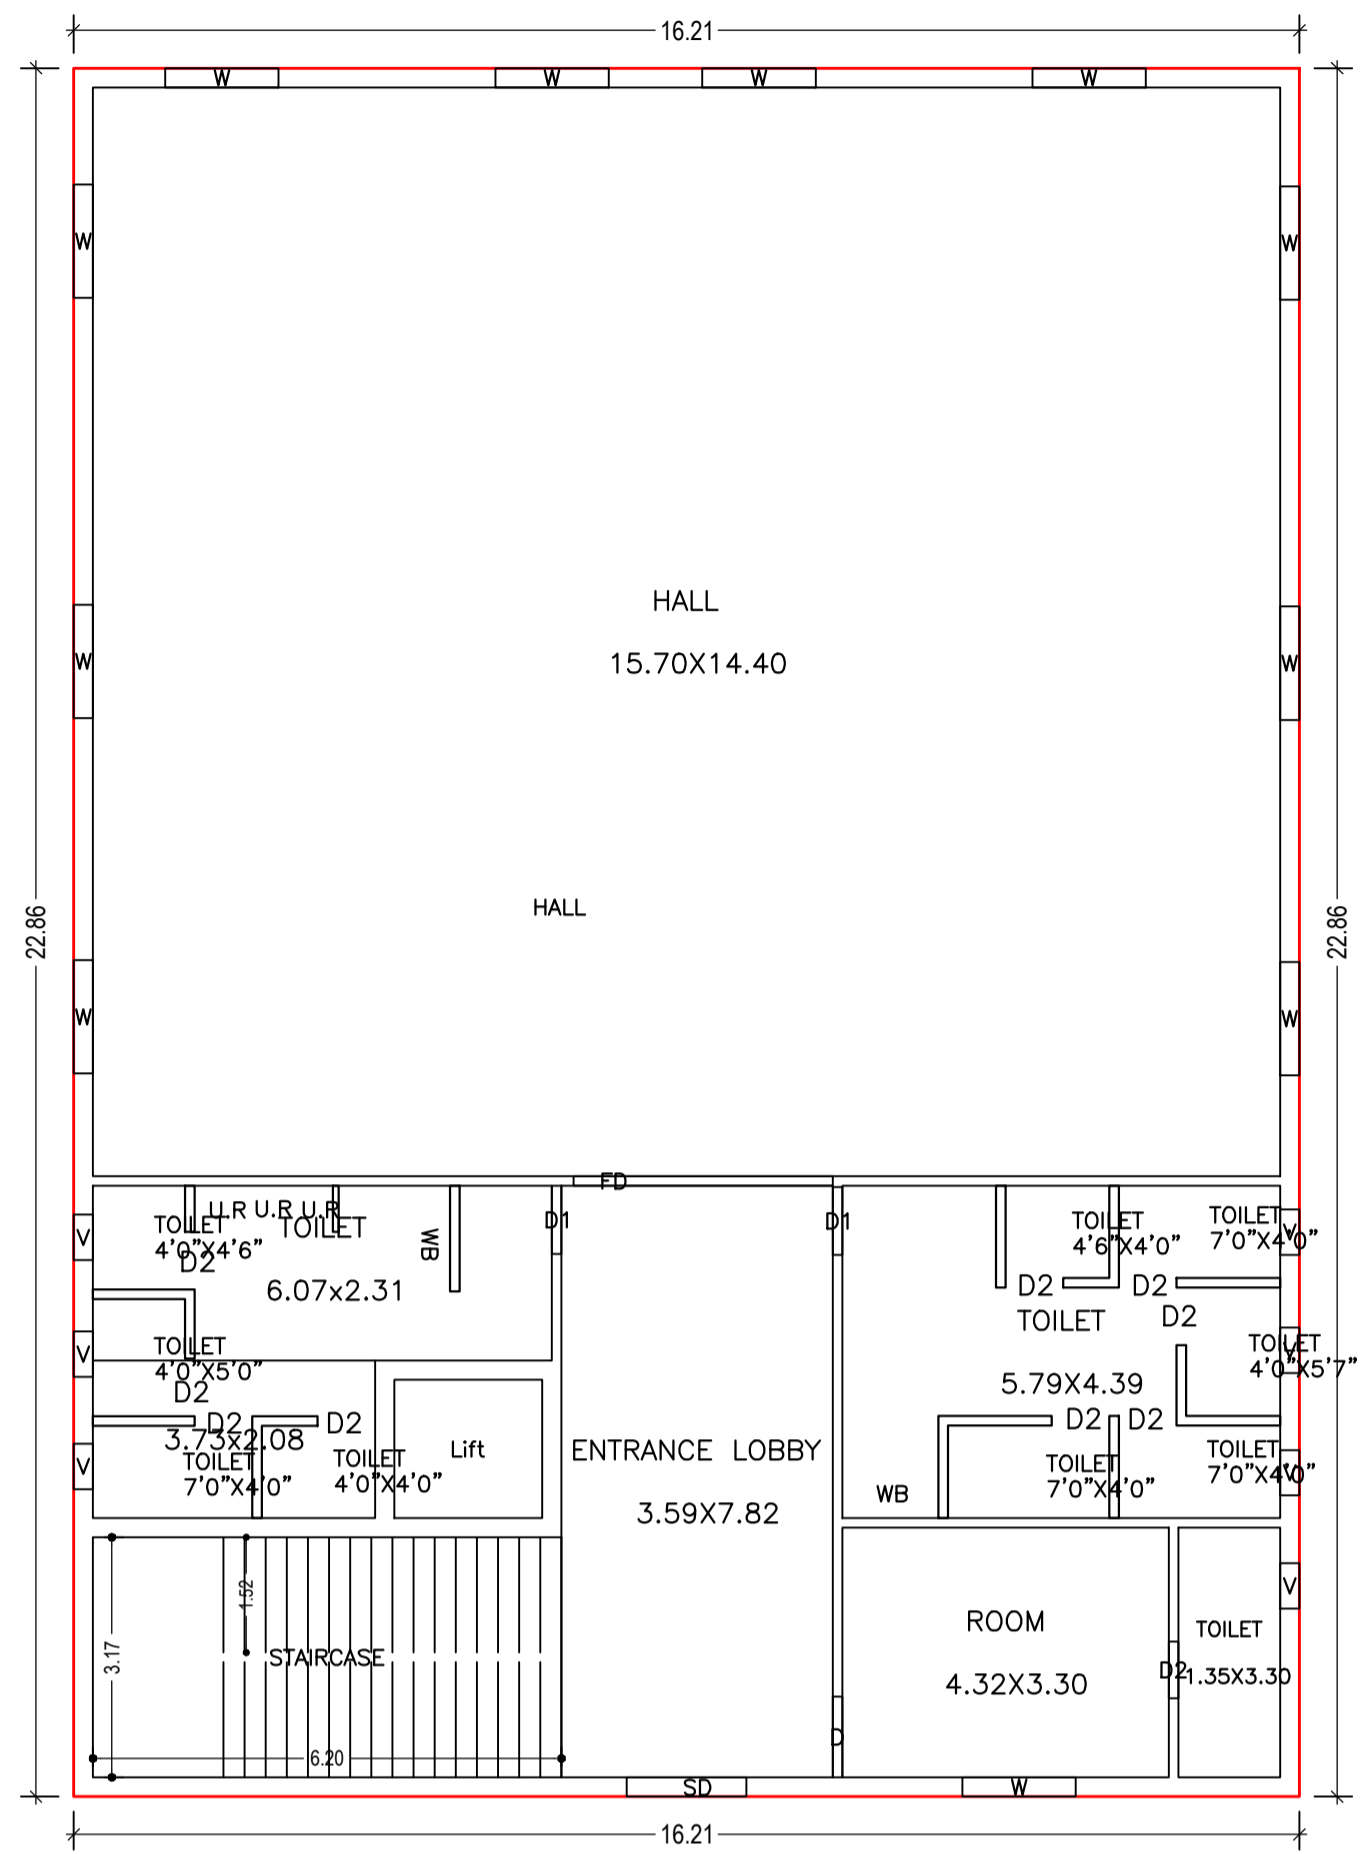 16.21
W W W W
W W
22.86
22.86
HALL
15.70X14.40
W W
HALL
W W
FD
D1 D1
U.R U.R U.R
TOILET
4'0"X4'6"
D2
TOILET
6.07x2.31
WB
V
TOILET
4'6"X4'0"
TOILET
7'0"X4'0"
V
D2 D2
D2
TOILET
5.79X4.39
TOILET
4'0"X5'7"
V
V
TOILET
4'0"X5'0"
D2
D2 D2
3.73x2.08
V
TOILET
7'0"X4'0"
TOILET
4'0"X4'0"
Lift
ENTRANCE LOBBY
3.59X7.82
D2 D2
WB
TOILET
7'0"X4'0"
TOILET
7'0"X4'0"
V
1.52
3.17
STAIRCASE
6.20
ROOM
4.32X3.30
V
TOILET
1.35X3.30
D2
D
SD
W
16.21